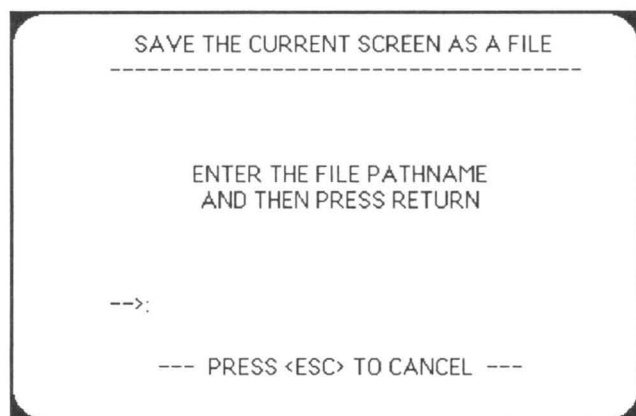 SAVE THE CURRENT SCREEN AS A FILE
--------------------------------------
ENTER THE FILE PATHNAME
AND THEN PRESS RETURN
-->:
--- PRESS <ESC> TO CANCEL ---